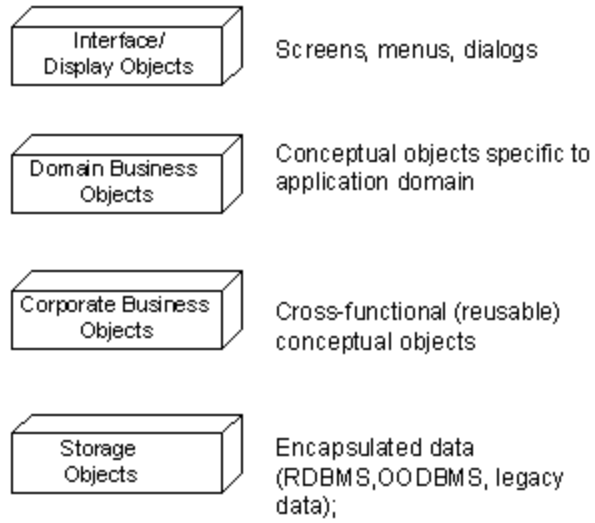 Interface/
Display Objects
Screens, menus, dialogs
Domain Business
Objects
Conceptual objects specific to
application domain
Corporate Business
Objects
Cross-functional (reusable)
conceptual objects
Storage
Objects
Encapsulated data
(RDBMS,OODBMS, legacy
data);